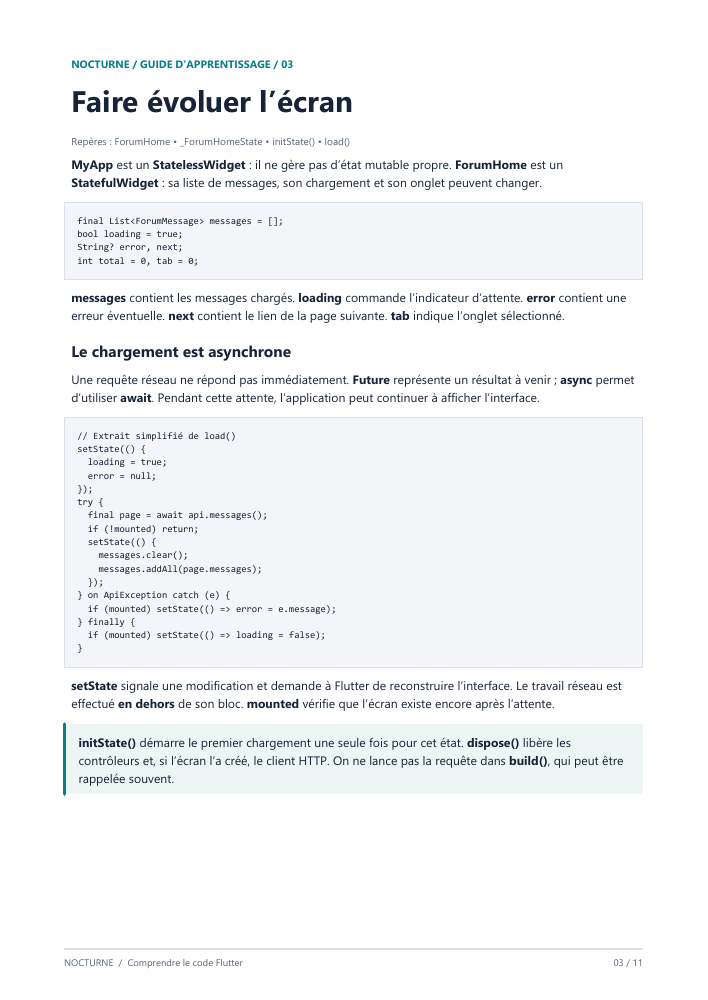 NOCTURNE / GUIDE D’APPRENTISSAGE / 03
Faire évoluer l’écran
Repères : ForumHome • _ForumHomeState • initState() • load()
MyApp est un StatelessWidget : il ne gère pas d’état mutable propre. ForumHome est un
StatefulWidget : sa liste de messages, son chargement et son onglet peuvent changer.
final List<ForumMessage> messages = [];
bool loading = true;
String? error, next;
int total = 0, tab = 0;
messages contient les messages chargés. loading commande l’indicateur d’attente. error contient une
erreur éventuelle. next contient le lien de la page suivante. tab indique l’onglet sélectionné.
Le chargement est asynchrone
Une requête réseau ne répond pas immédiatement. Future représente un résultat à venir ; async permet
d’utiliser await. Pendant cette attente, l’application peut continuer à afficher l’interface.
// Extrait simplifié de load()
setState(() {
  loading = true;
  error = null;
});
try {
  final page = await api.messages();
  if (!mounted) return;
  setState(() {
    messages.clear();
    messages.addAll(page.messages);
  });
} on ApiException catch (e) {
  if (mounted) setState(() => error = e.message);
} finally {
  if (mounted) setState(() => loading = false);
}
setState signale une modification et demande à Flutter de reconstruire l’interface. Le travail réseau est
effectué en dehors de son bloc. mounted vérifie que l’écran existe encore après l’attente.
initState() démarre le premier chargement une seule fois pour cet état. dispose() libère les
contrôleurs et, si l’écran l’a créé, le client HTTP. On ne lance pas la requête dans build(), qui peut être
rappelée souvent.
NOCTURNE / Comprendre le code Flutter
03 / 11